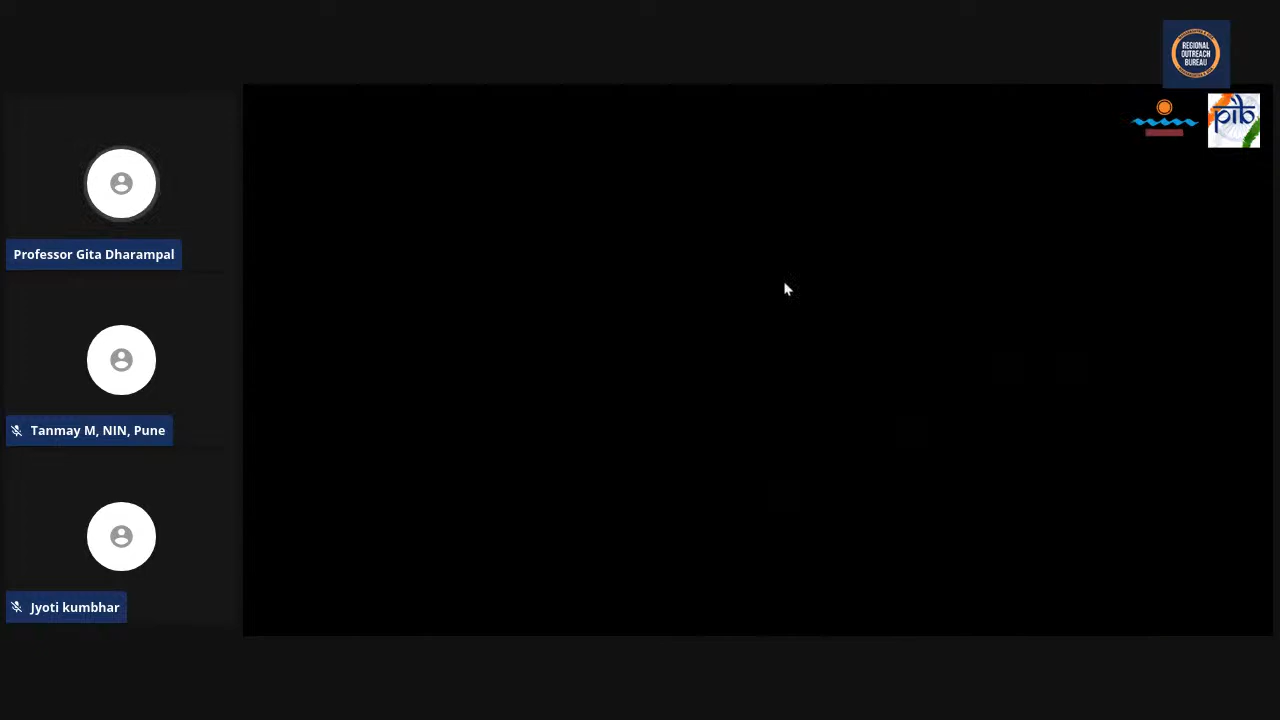 REGIONAL
OUTREACH
BUREAU
pib
Professor Gita Dharampal
Tanmay M, NIN, Pune
Jyoti kumbhar